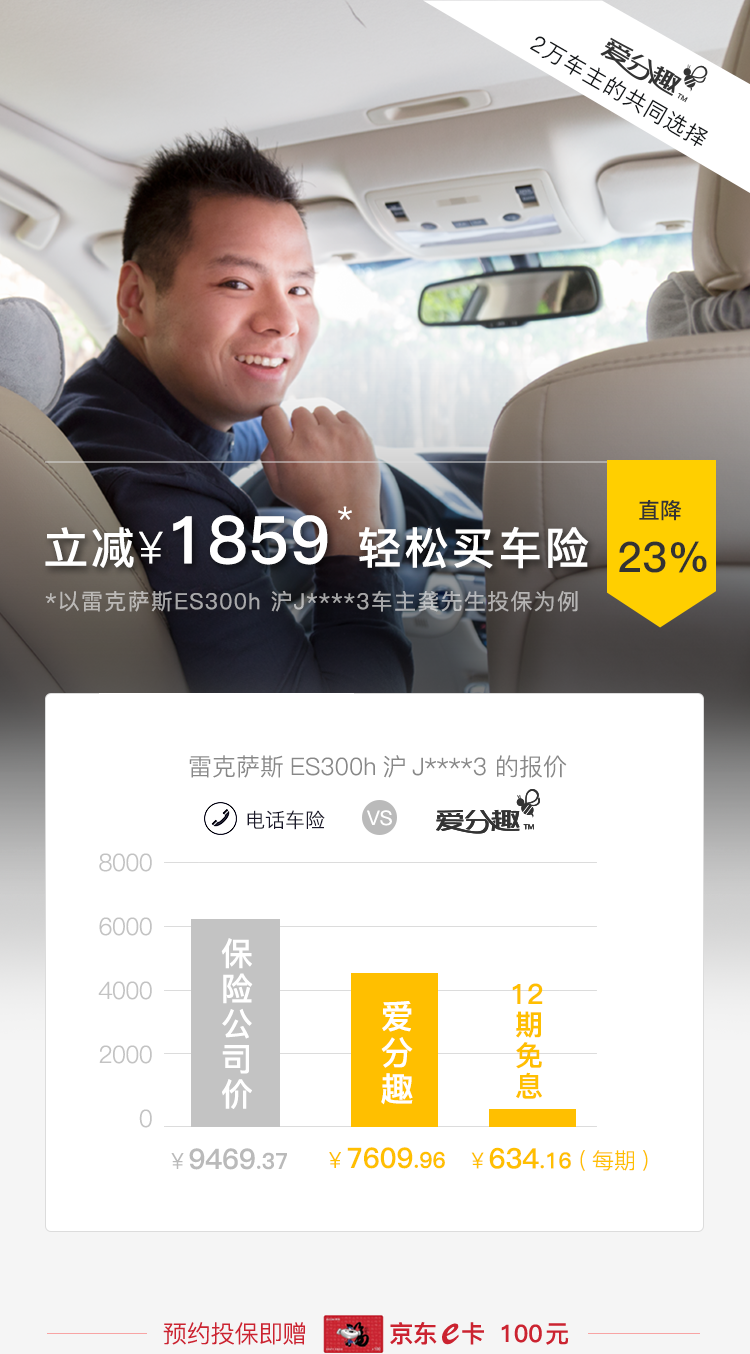 爱分趣™
2万车主的共同选择
直降
23%
立减¥1859*轻松买车险
*以雷克萨斯ES300h 沪J****3车主龚先生投保为例
雷克萨斯 ES300h 沪 J****3 的报价
电话车险 VS 爱分趣™
8000
6000
4000
2000
0
保险公司价
爱分趣
12期免息
¥9469.37 ¥7609.96 ¥634.16(每期)
预约投保即赠 京东e卡 100元